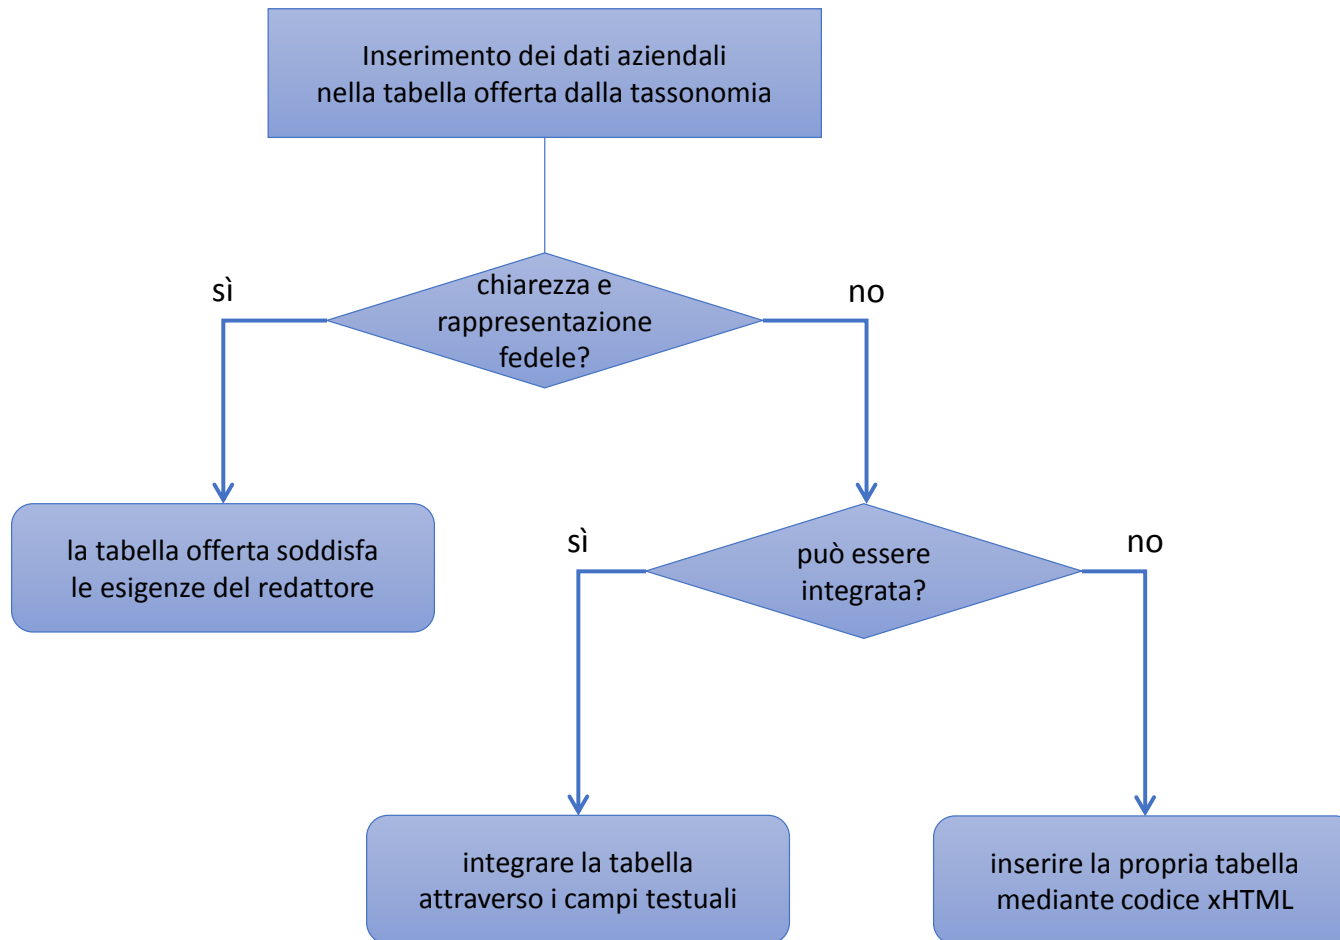 Inserimento dei dati aziendali
nella tabella offerta dalla tassonomia
chiarezza e
rappresentazione
fedele?
sì
no
la tabella offerta soddisfa
le esigenze del redattore
può essere
integrata?
sì
no
integrare la tabella
attraverso i campi testuali
inserire la propria tabella
mediante codice xHTML